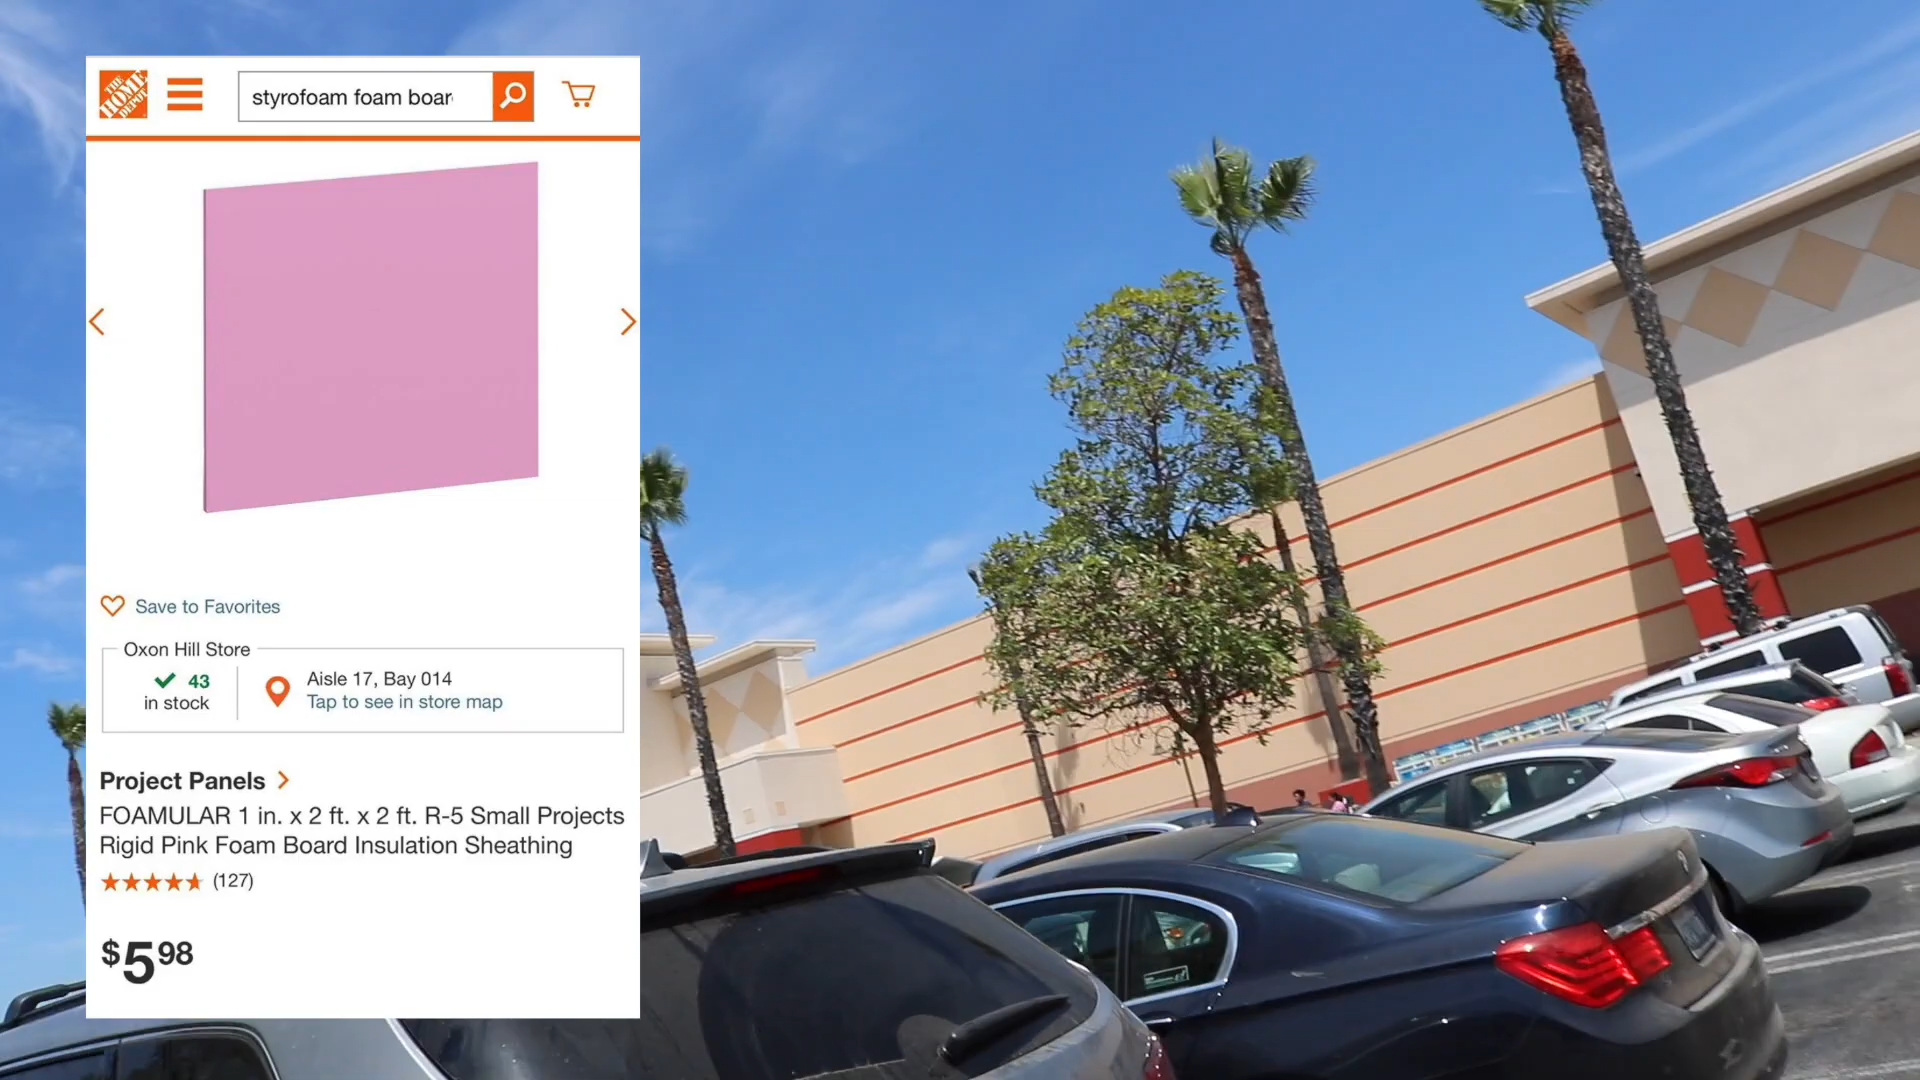 THE
HOME
DEPOT
styrofoam foam boar
Save to Favorites
Oxon Hill Store
43
in stock
Aisle 17, Bay 014
Tap to see in store map
Project Panels
FOAMULAR 1 in. x 2 ft. x 2 ft. R-5 Small Projects
Rigid Pink Foam Board Insulation Sheathing
(127)
$598